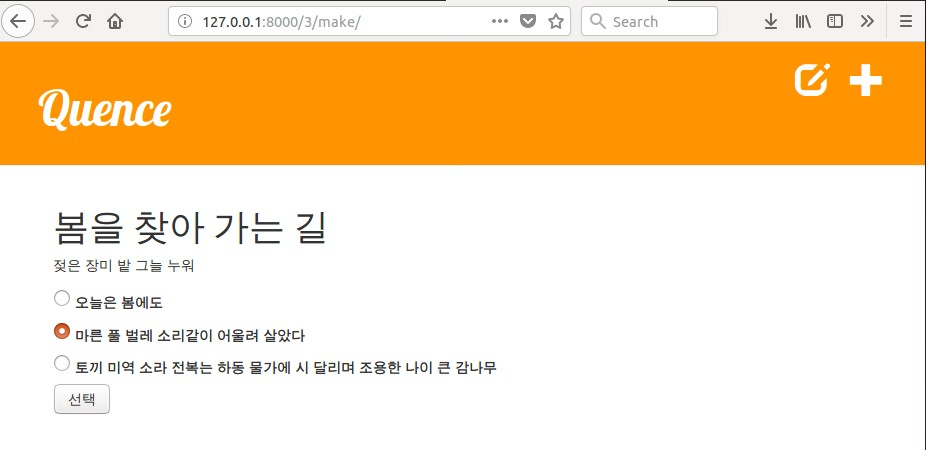 127.0.0.1:8000/3/make/
Search
Quence
봄을 찾아 가는 길
젖은 장미 밭 그늘 누워
오늘은 봄에도
마른 풀 벌레 소리같이 어울려 살았다
토끼 미역 소라 전복는 하동 물가에 시 달리며 조용한 나이 큰 감나무
선택